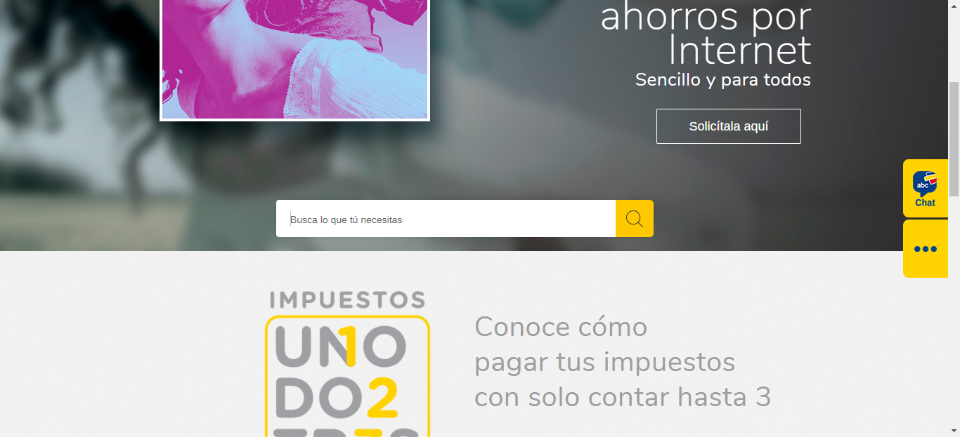 ahorros por
Internet
Sencillo y para todos
Solicítala aquí
abc
Chat
Busca lo que tú necesitas
IMPUESTOS
UN1O
DO2
Conoce cómo
pagar tus impuestos
con solo contar hasta 3